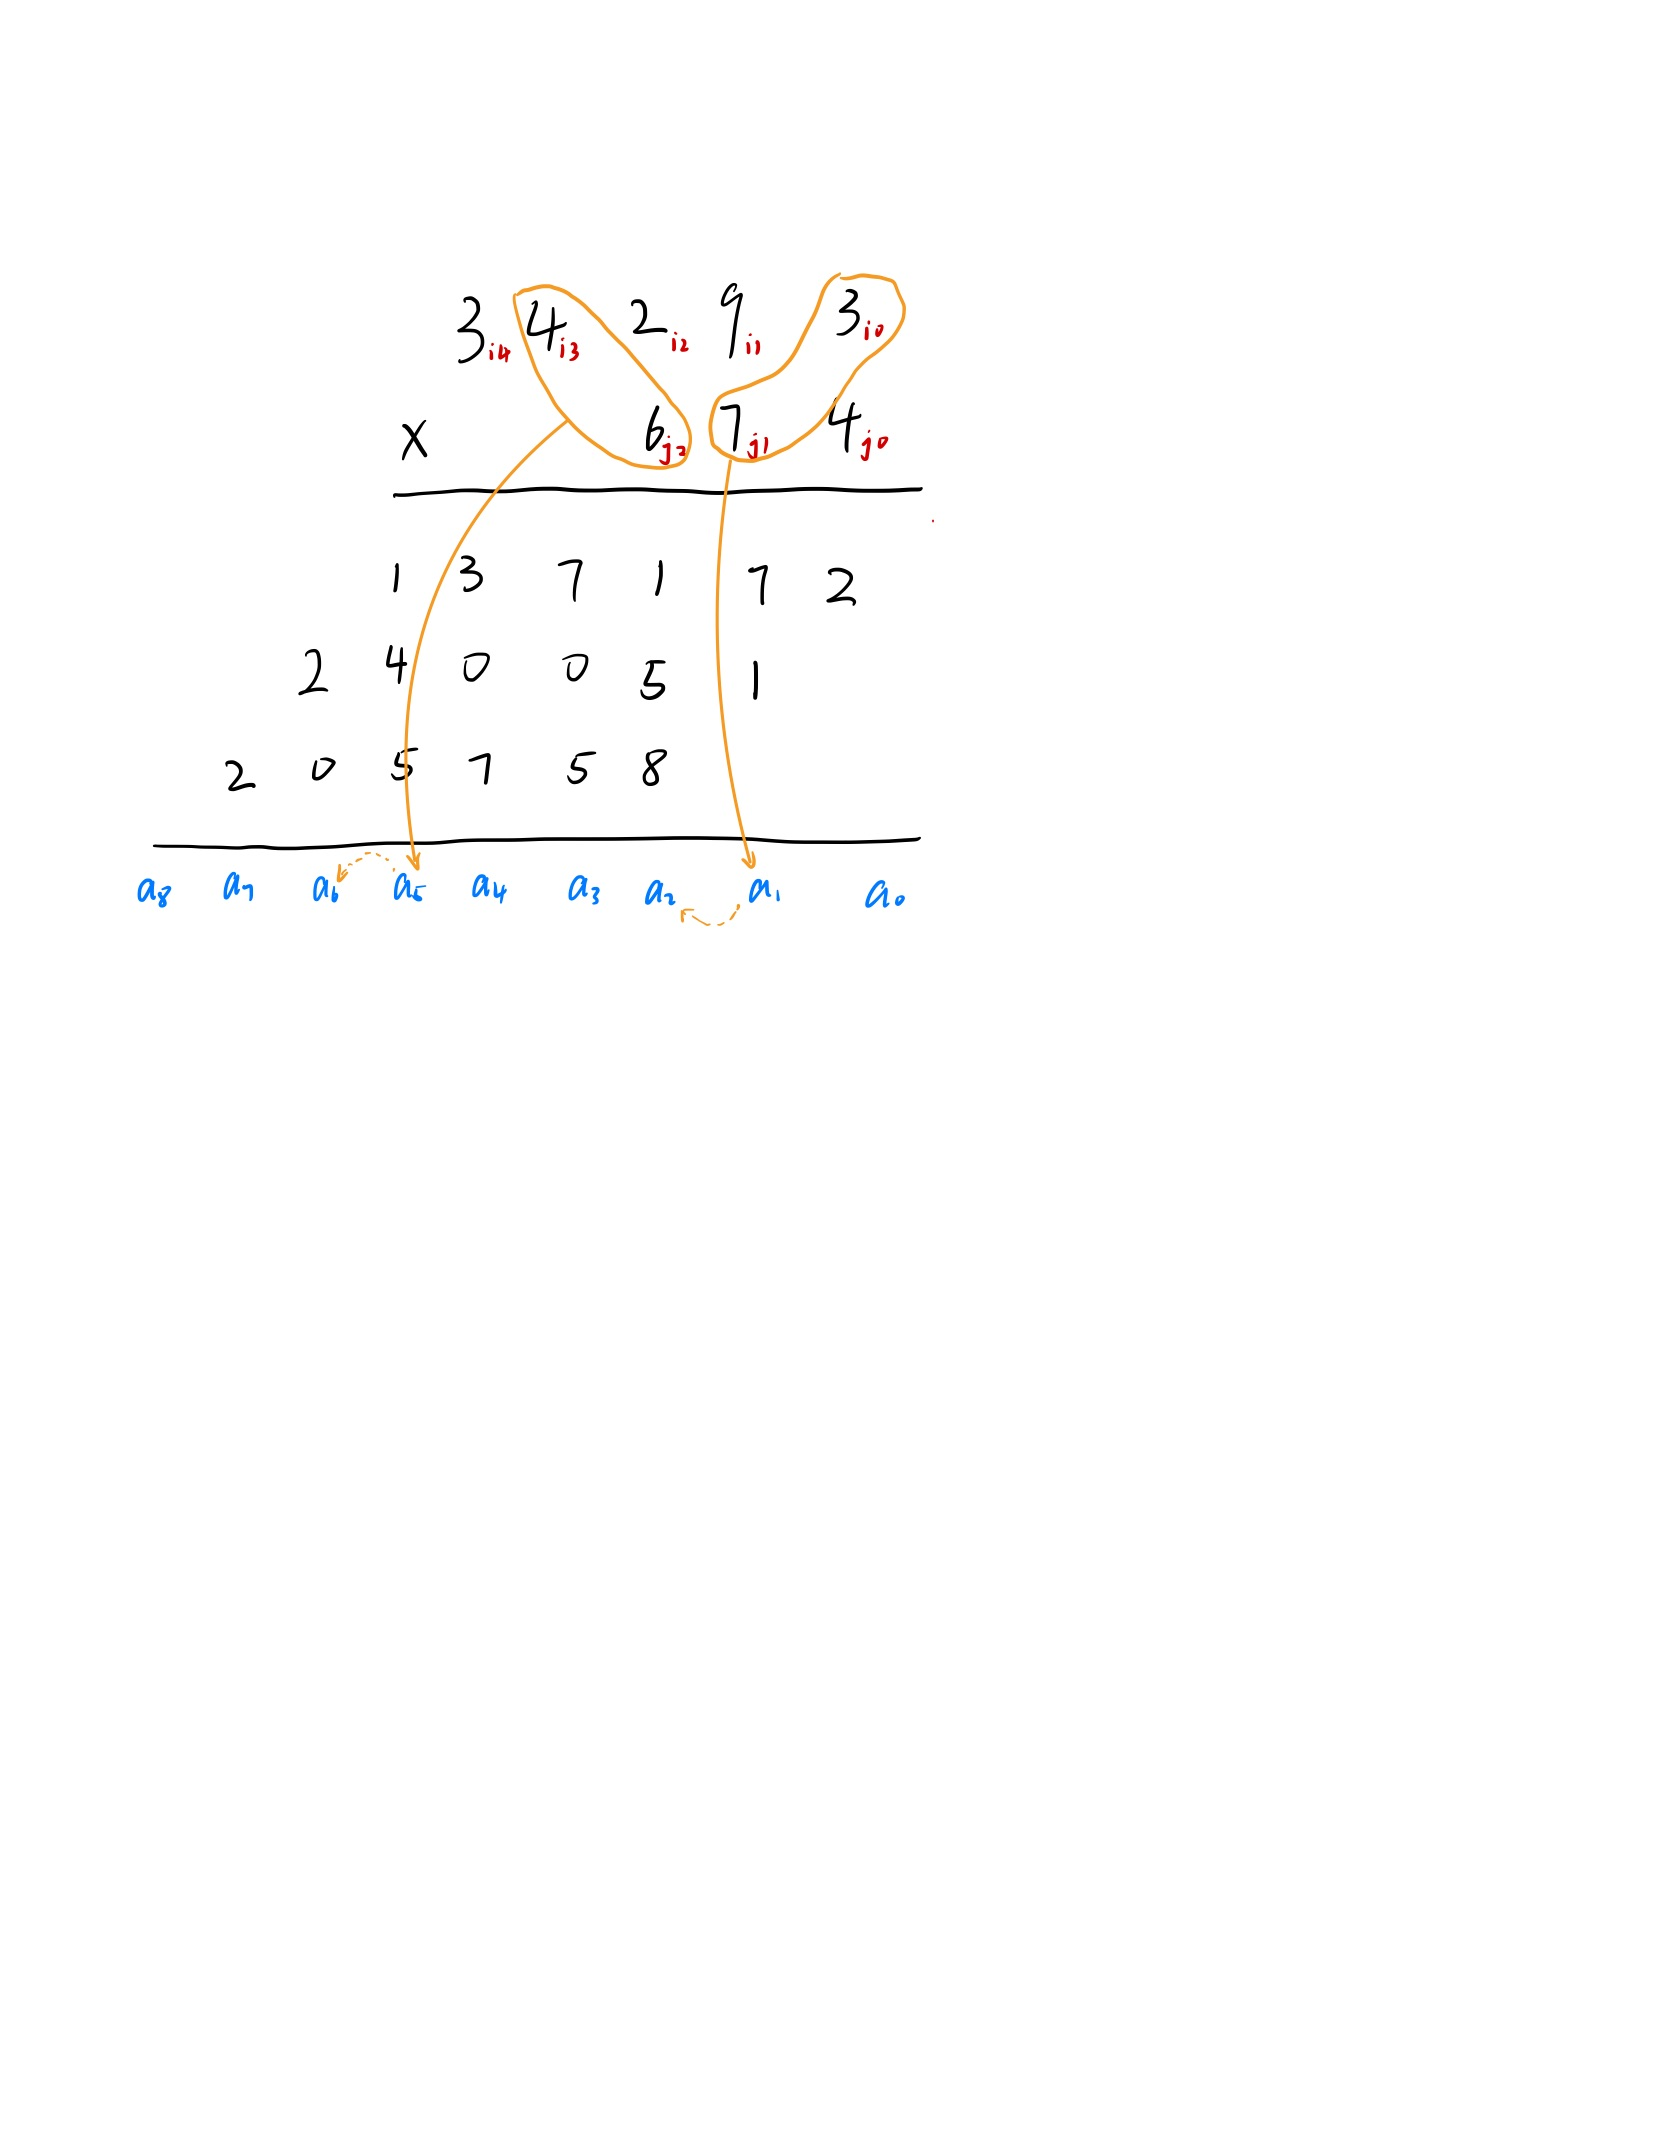 3i4 4i3 2i2 9i1 3i0
× 6j2 7j1 4j0
1 3 7 1 7 2
2 4 0 0 5 1
2 0 5 7 5 8
a8 a7 a6 a5 a4 a3 a2 a1 a0